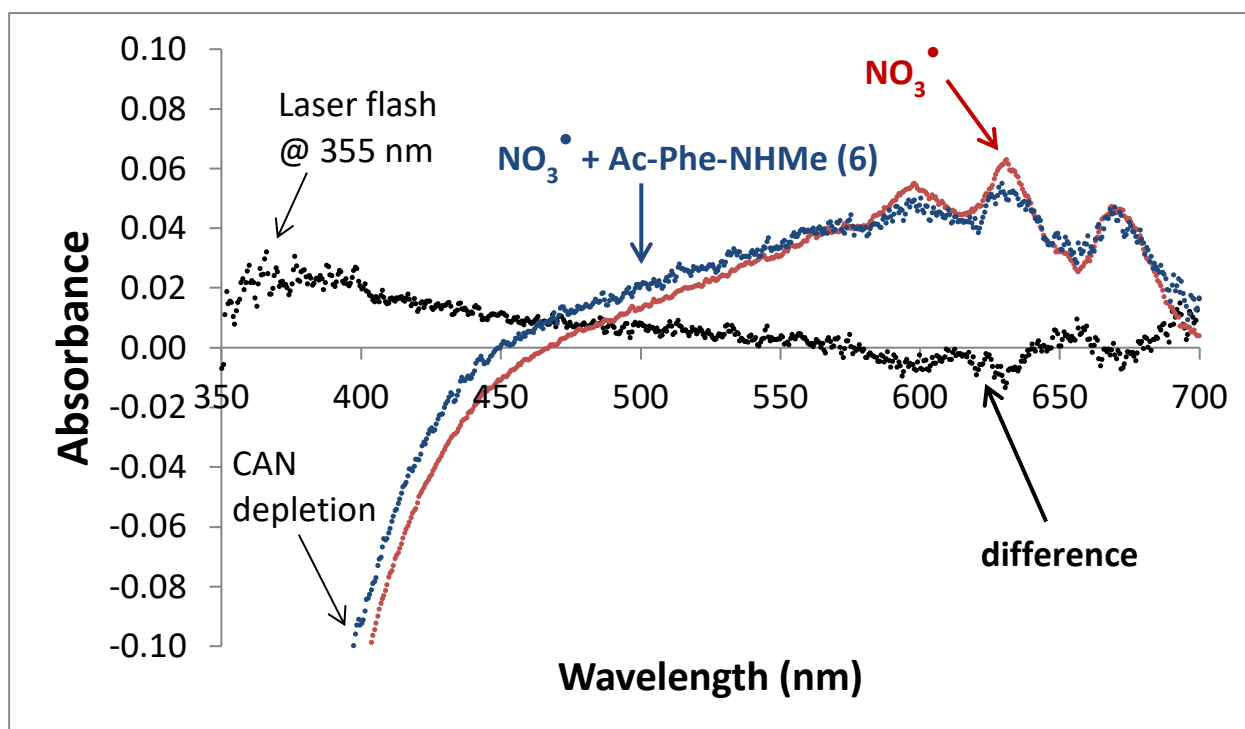 0.10
0.08
0.06
0.04
0.02
0.00
-0.02
-0.04
-0.06
-0.08
-0.10
Absorbance
350
400
450
500
550
600
650
700
Wavelength (nm)
Laser flash
@ 355 nm
NO3•
NO3• + Ac-Phe-NHMe (6)
CAN
depletion
difference